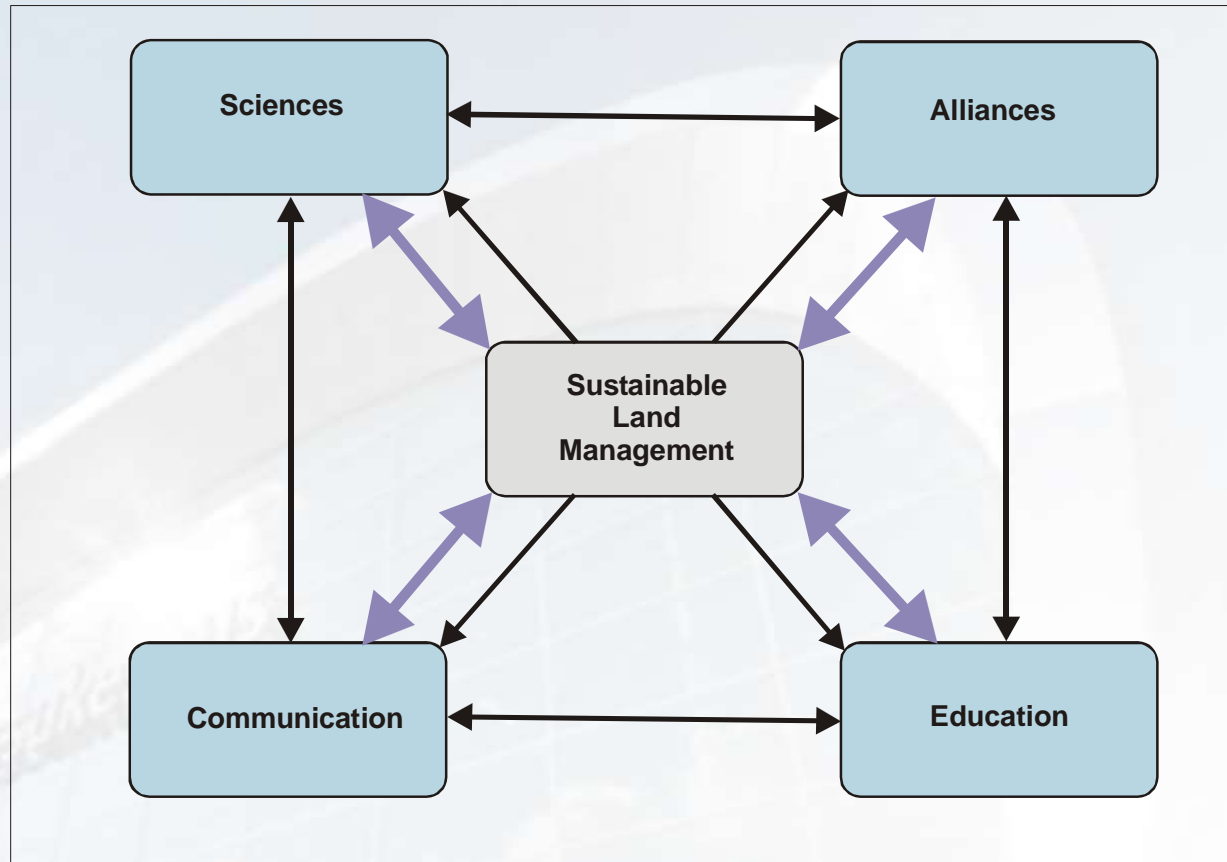 Sciences
Alliances
Sustainable
Land
Management
Communication
Education